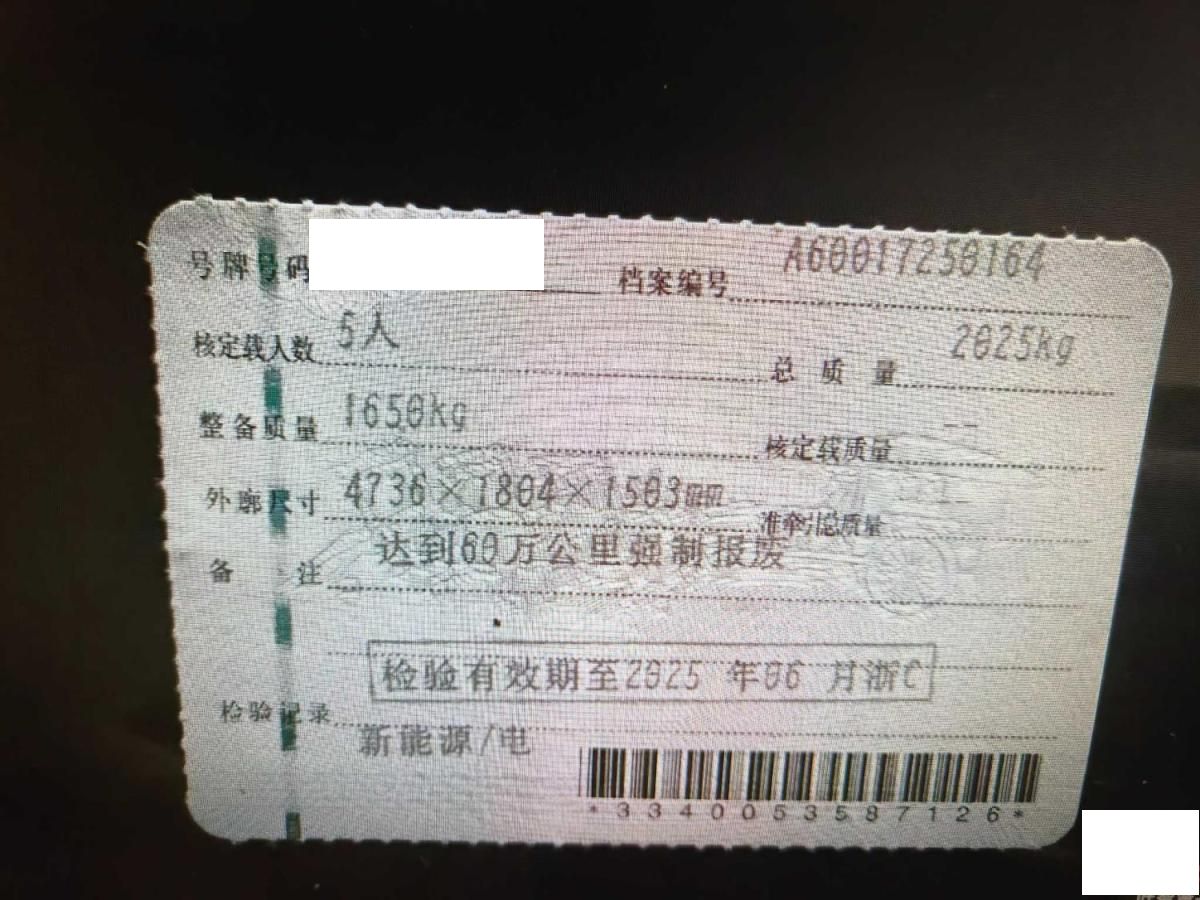 号牌号码 档案编号 A60017250164
核定载人数 5人 总质量 2025kg
整备质量 1650kg 核定载质量 --
外廓尺寸 4736×1804×1503mm 准牵引总质量
备注 达到60万公里强制报废
检验有效期至2025 年06 月浙C
检验记录
新能源/电
*3340053587126*